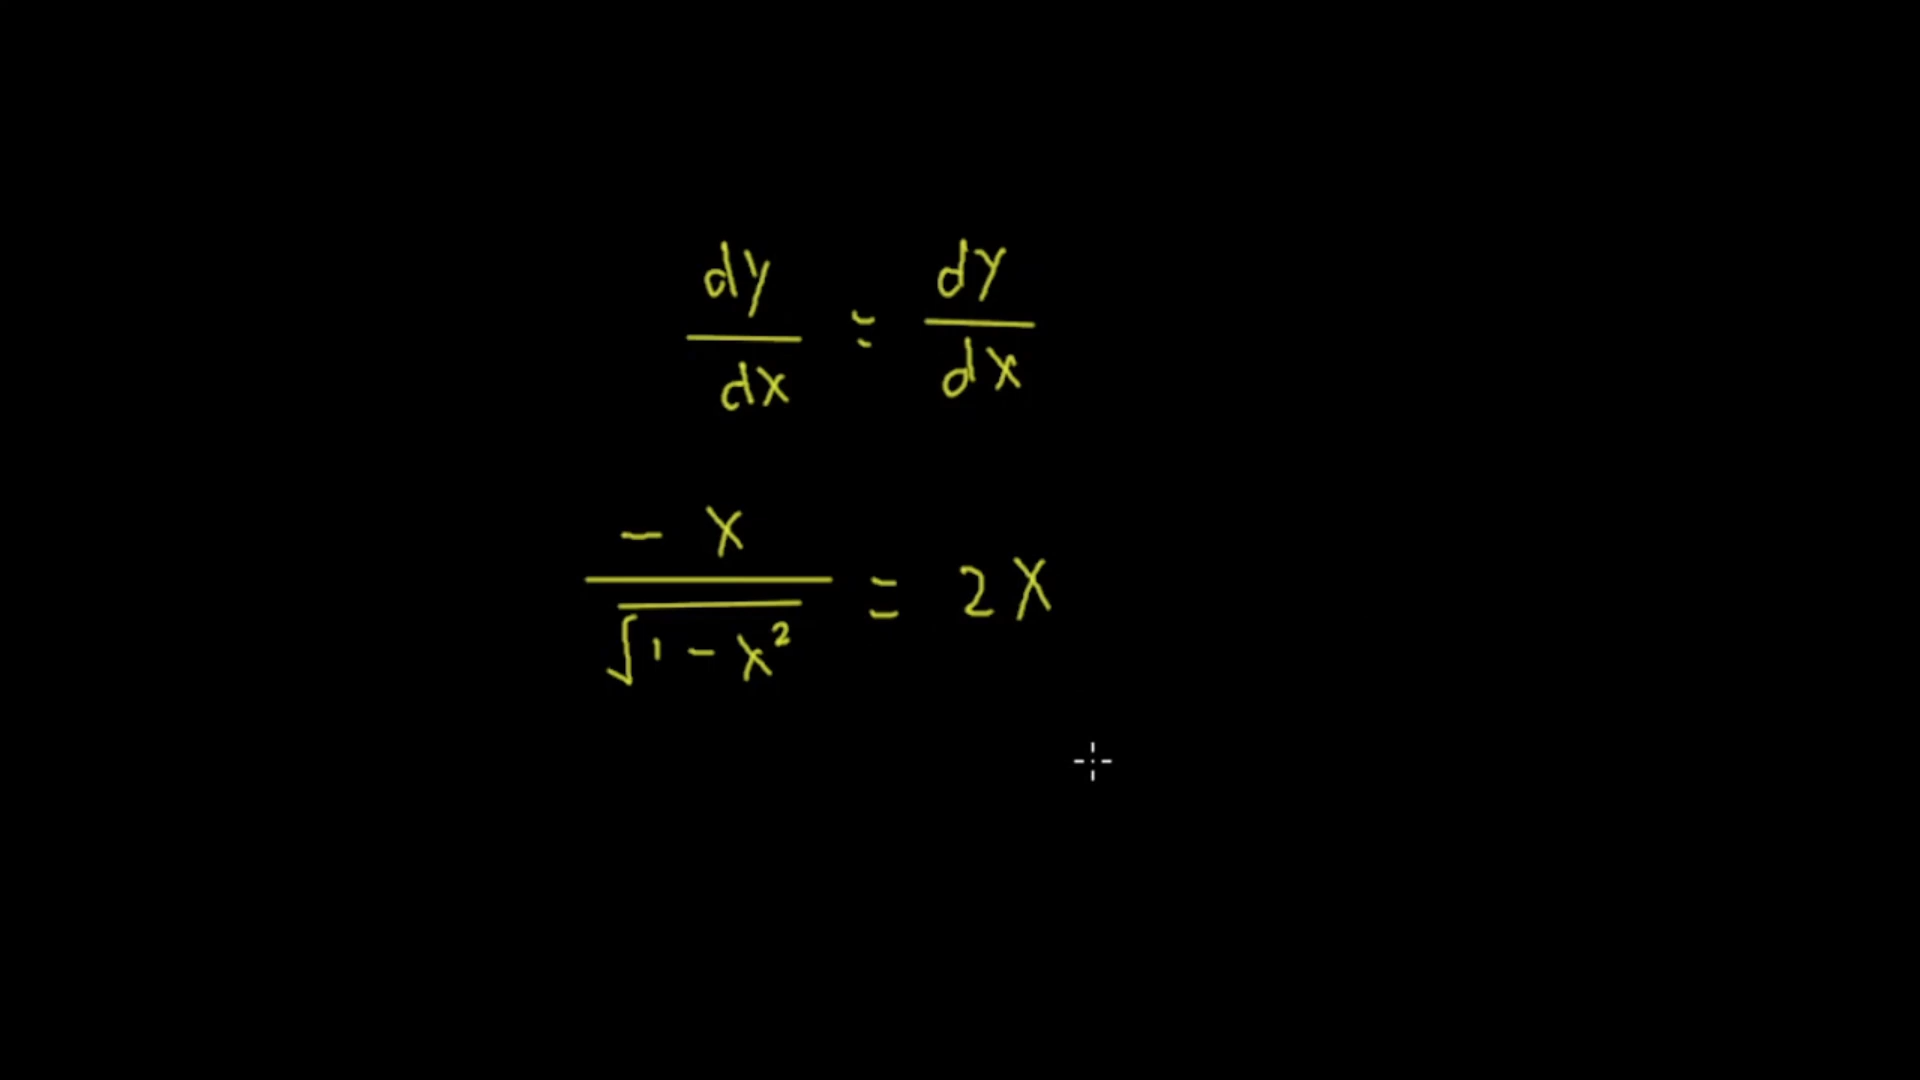 dy/dx = dy/dx
-x/√(1-x²) = 2x